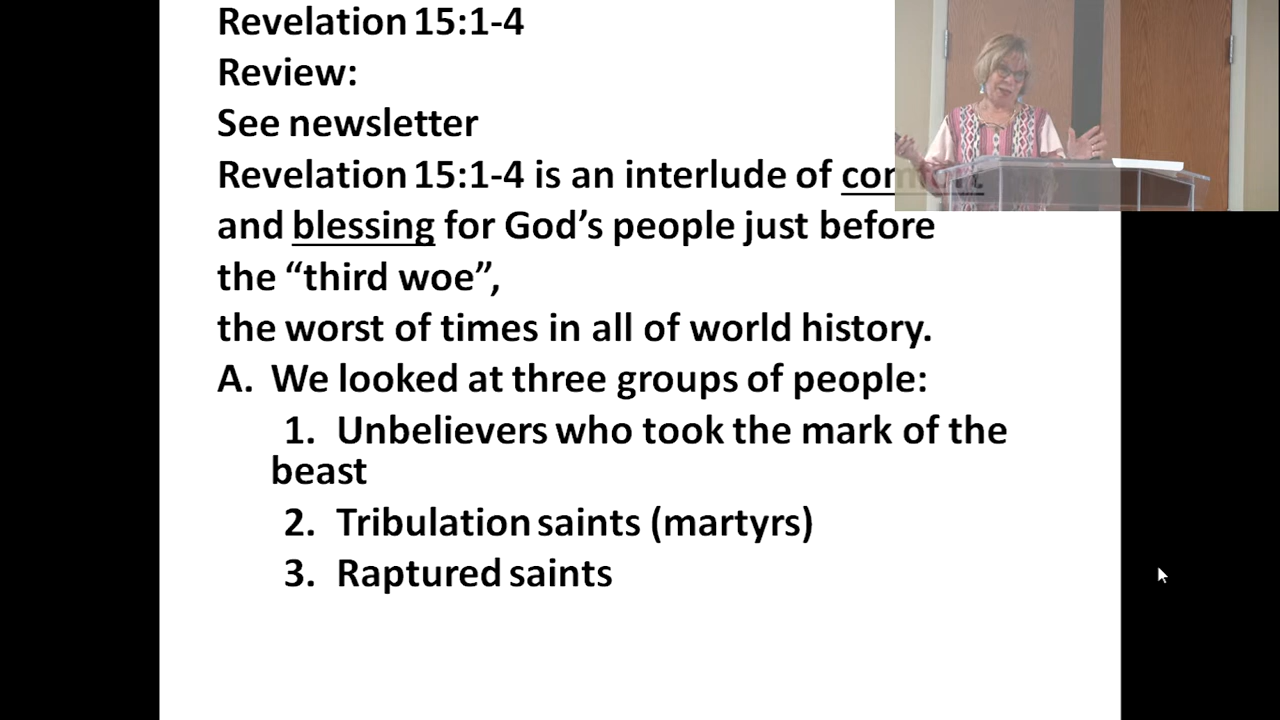 Revelation 15:1-4
Review:
See newsletter
Revelation 15:1-4 is an interlude of
and blessing for God’s people just before
the “third woe”,
the worst of times in all of world history.
A. We looked at three groups of people:
1. Unbelievers who took the mark of the
beast
2. Tribulation saints (martyrs)
3. Raptured saints